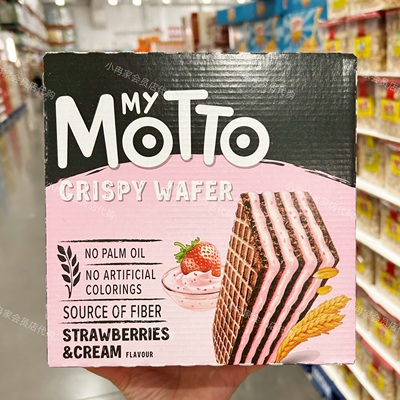 MY
MOTTO
CRISPY WAFER
NO PALM OIL
NO ARTIFICIAL
COLORINGS
SOURCE OF FIBER
STRAWBERRIES
&CREAM FLAVOUR